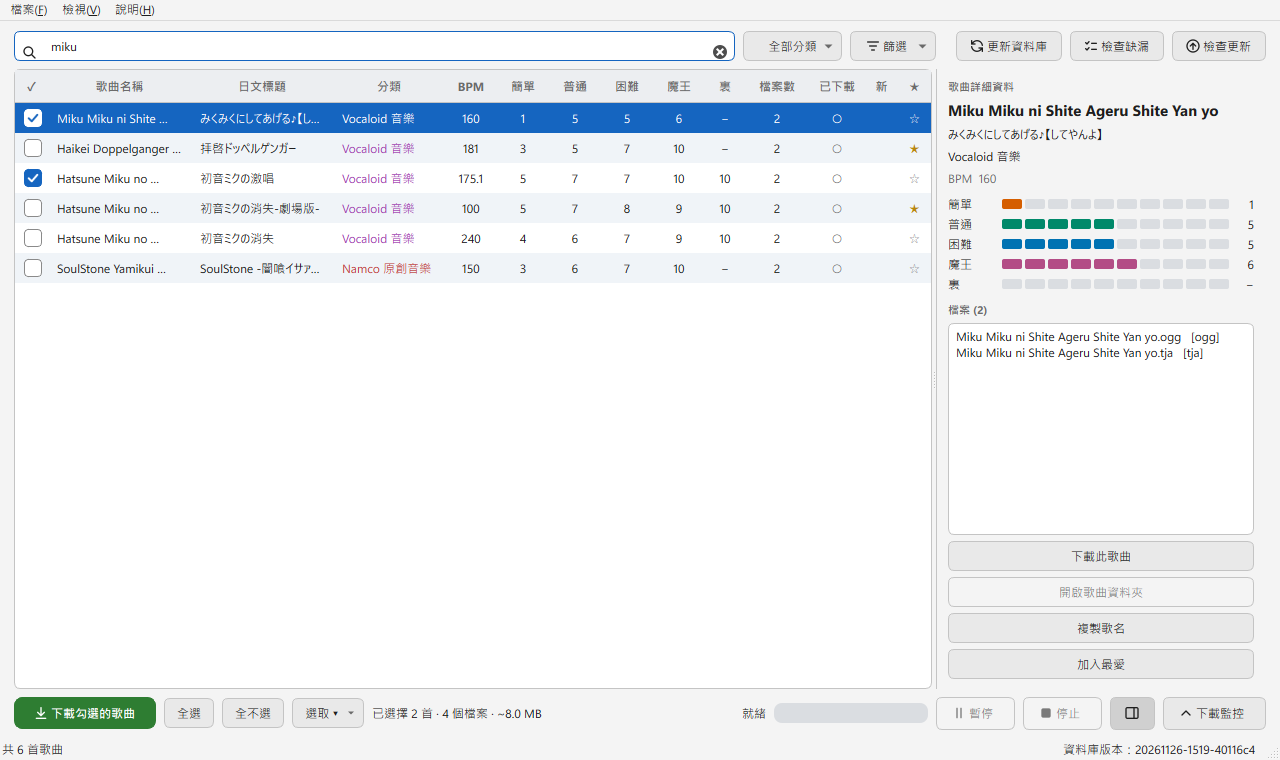 檔案(F) 檢視(V) 說明(H)
miku 全部分類 篩選 更新資料庫 檢查缺漏 檢查更新
✓ 歌曲名稱 日文標題 分類 BPM 簡單 普通 困難 魔王 裏 檔案數 已下載 新 ★
Miku Miku ni Shite ... みくみくにしてあげる♪【し... Vocaloid 音樂 160 1 5 5 6 – 2 ○ ☆
Haikei Doppelganger ... 拝啓ドッペルゲンガー Vocaloid 音樂 181 3 5 7 10 – 2 ○ ★
Hatsune Miku no ... 初音ミクの激唱 Vocaloid 音樂 175.1 5 7 7 10 10 2 ○ ☆
Hatsune Miku no ... 初音ミクの消失-劇場版- Vocaloid 音樂 100 5 7 8 9 10 2 ○ ★
Hatsune Miku no ... 初音ミクの消失 Vocaloid 音樂 240 4 6 7 9 10 2 ○ ☆
SoulStone Yamikui ... SoulStone -闇喰イサァ... Namco 原創音樂 150 3 6 7 10 – 2 ○ ☆
歌曲詳細資料
Miku Miku ni Shite Ageru Shite Yan yo
みくみくにしてあげる♪【してやんよ】
Vocaloid 音樂
BPM 160
簡單 1
普通 5
困難 5
魔王 6
裏 –
檔案 (2)
Miku Miku ni Shite Ageru Shite Yan yo.ogg [ogg]
Miku Miku ni Shite Ageru Shite Yan yo.tja [tja]
下載此歌曲
開啟歌曲資料夾
複製歌名
加入最愛
下載勾選的歌曲 全選 全不選 選取 ▾ 已選擇 2 首 · 4 個檔案 · ~8.0 MB 就緒 暫停 停止 下載監控
共 6 首歌曲 資料庫版本：20261126-1519-40116c4